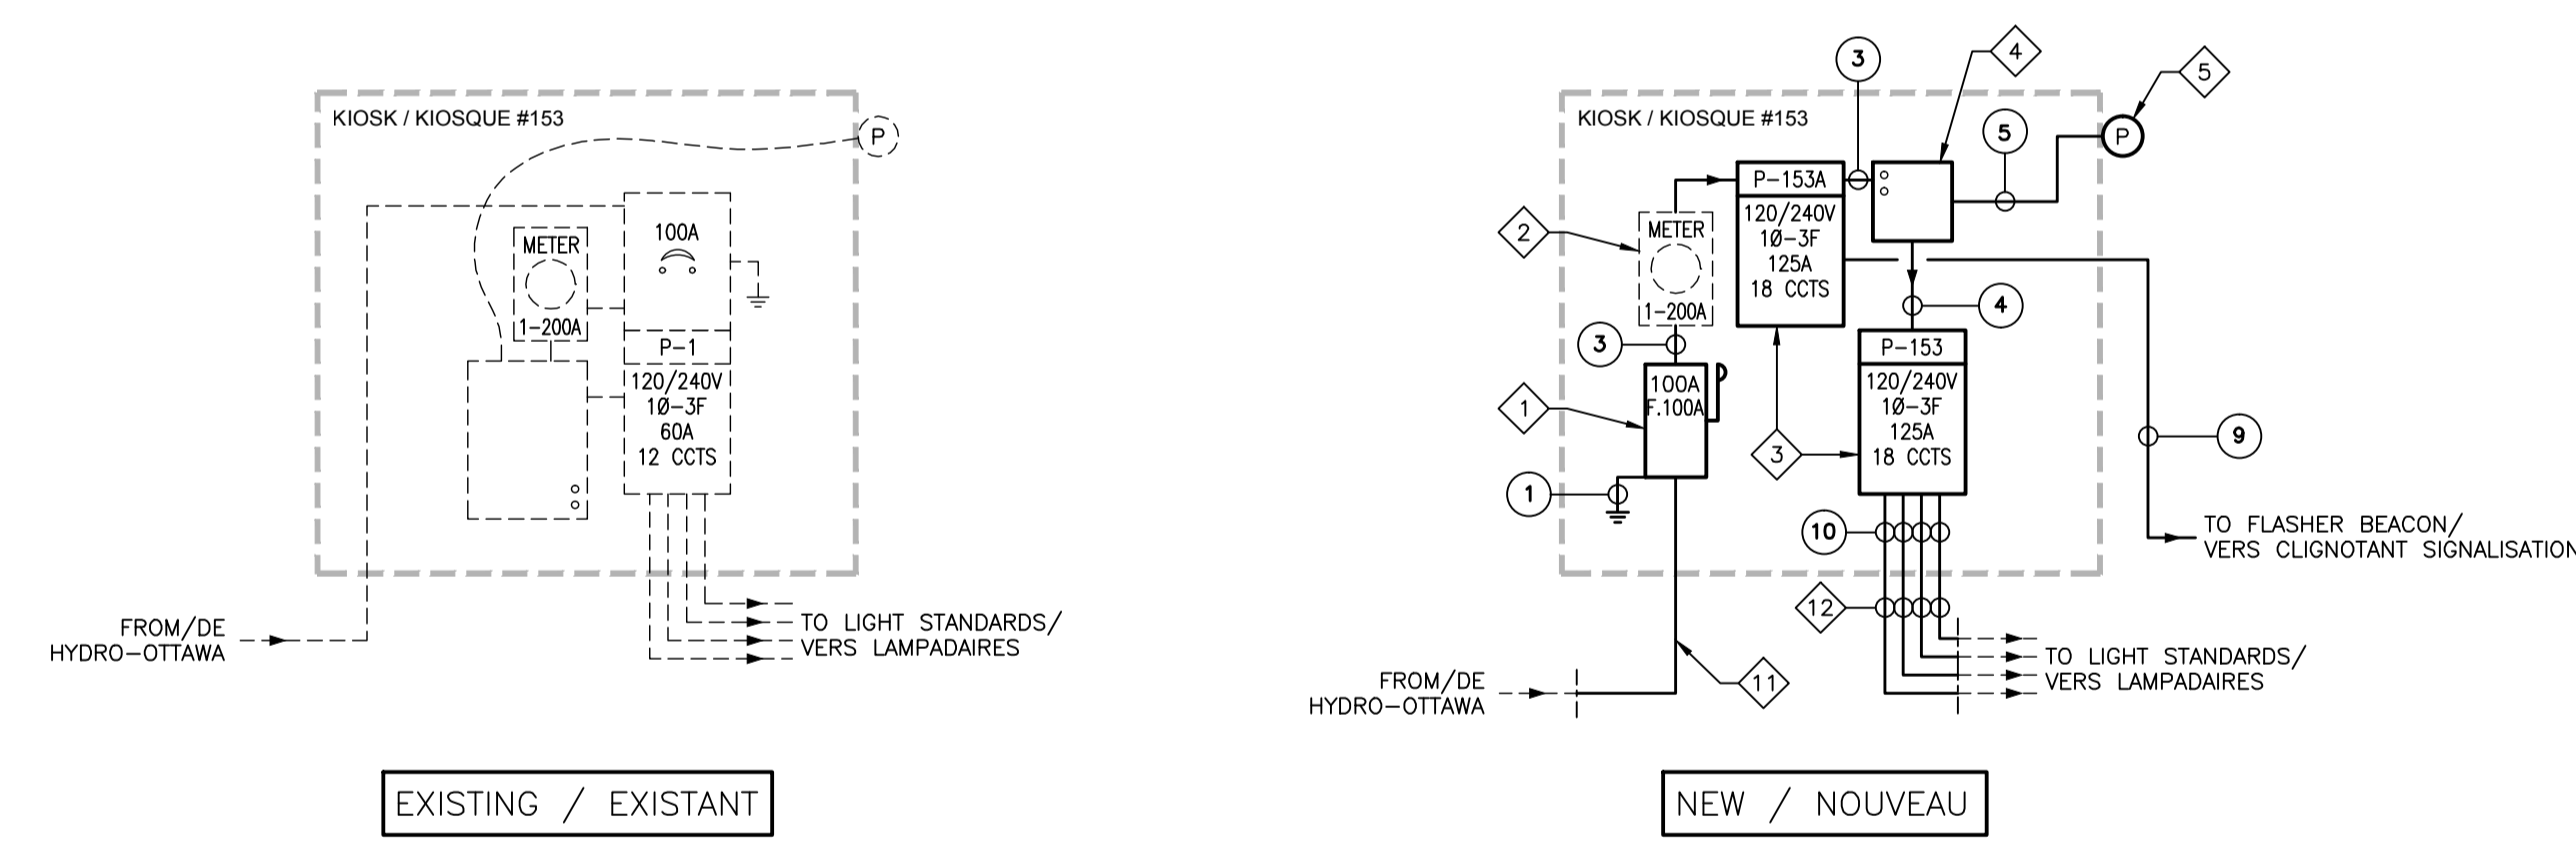 KIOSK / KIOSQUE #153
P
METER
1-200A
100A
P-1
120/240V
1Ø-3F
60A
12 CCTS
FROM/DE
HYDRO-OTTAWA
TO LIGHT STANDARDS/
VERS LAMPADAIRES
EXISTING / EXISTANT
KIOSK / KIOSQUE #153
3
4
5
5
P
P-153A
120/240V
1Ø-3F
125A
18 CCTS
2
METER
1-200A
3
4
1
100A
F.100A
P-153
120/240V
1Ø-3F
125A
18 CCTS
3
9
1
10
TO FLASHER BEACON/
VERS CLIGNOTANT SIGNALISATION
12
TO LIGHT STANDARDS/
VERS LAMPADAIRES
11
FROM/DE
HYDRO-OTTAWA
NEW / NOUVEAU